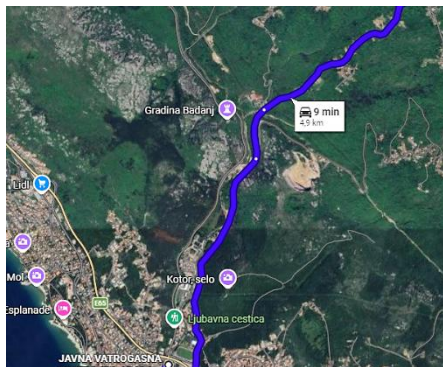 Gradina Badanj
9 min
4,9 km
Lidl
a
Mol
Kotor, selo
Esplanade
E65
Ljubavna cestica
JAVNA VATROGASNA